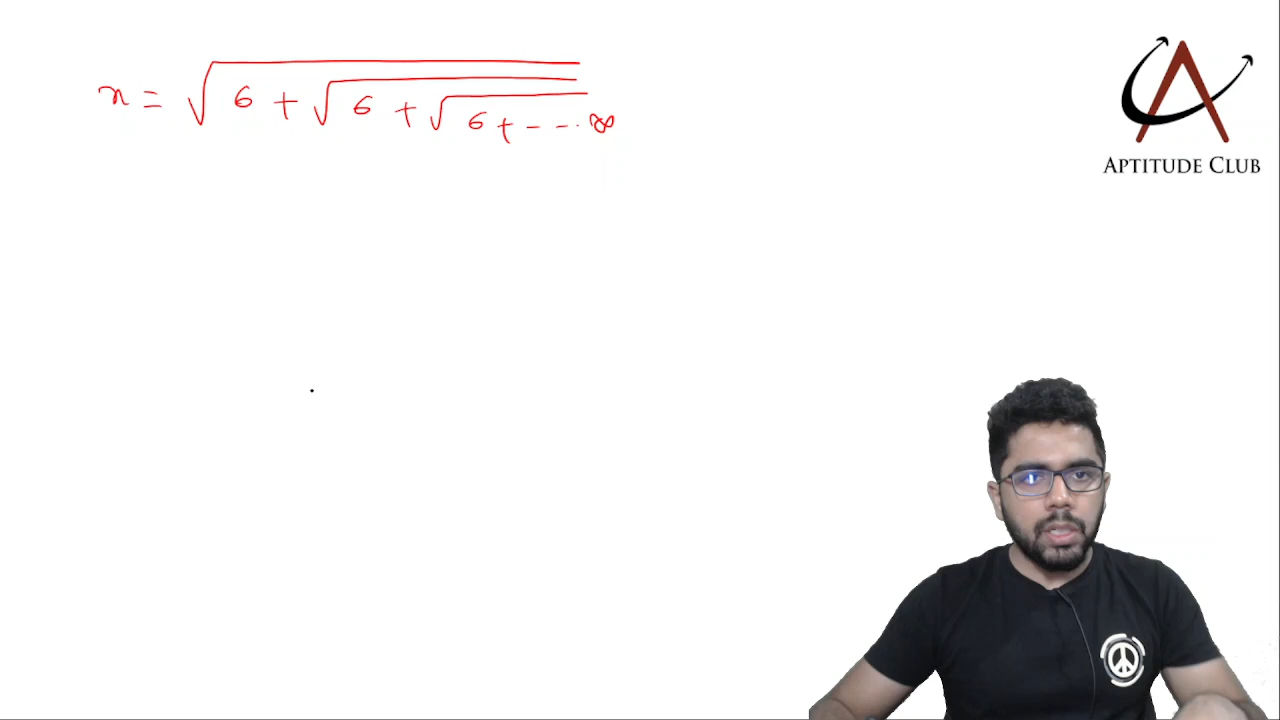 x = √(6 + √(6 + √(6 + - - . . ∞
APTITUDE CLUB